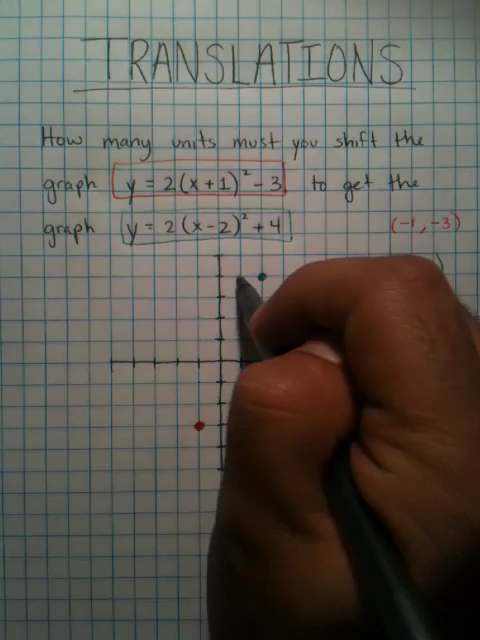 TRANSLATIONS
How many units must you shift the
graph y = 2(x+1)² - 3 to get the
graph y = 2(x-2)² + 4
(-1, -3)
)